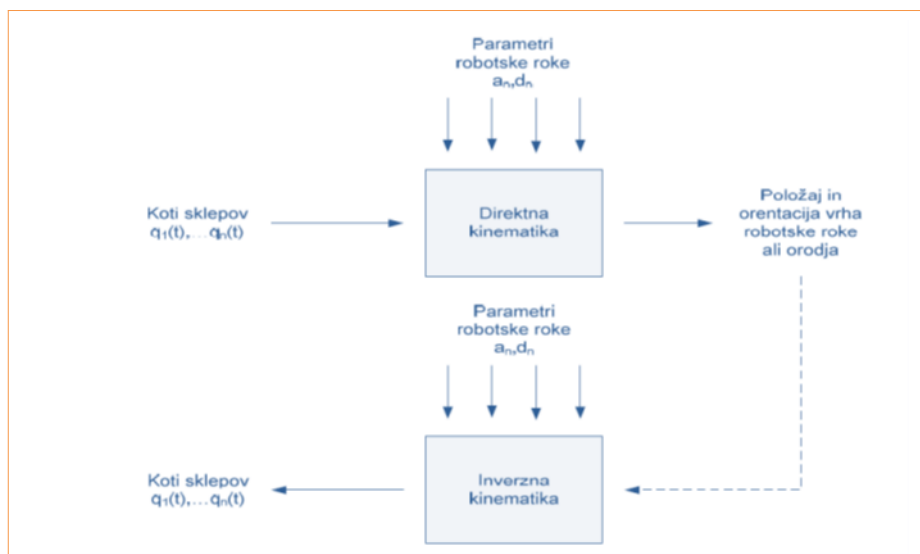 Parametri
robotske roke
aₙ,dₙ
Koti sklepov
q₁(t),...qₙ(t)
Direktna
kinematika
Položaj in
orentacija vrha
robotske roke
ali orodja
Parametri
robotske roke
aₙ,dₙ
Koti sklepov
q₁(t),...qₙ(t)
Inverzna
kinematika